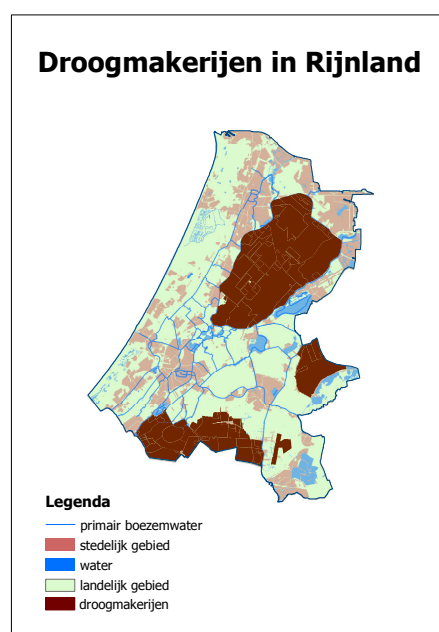 Droogmakerijen in Rijnland
Legenda
primair boezemwater
stedelijk gebied
water
landelijk gebied
droogmakerijen